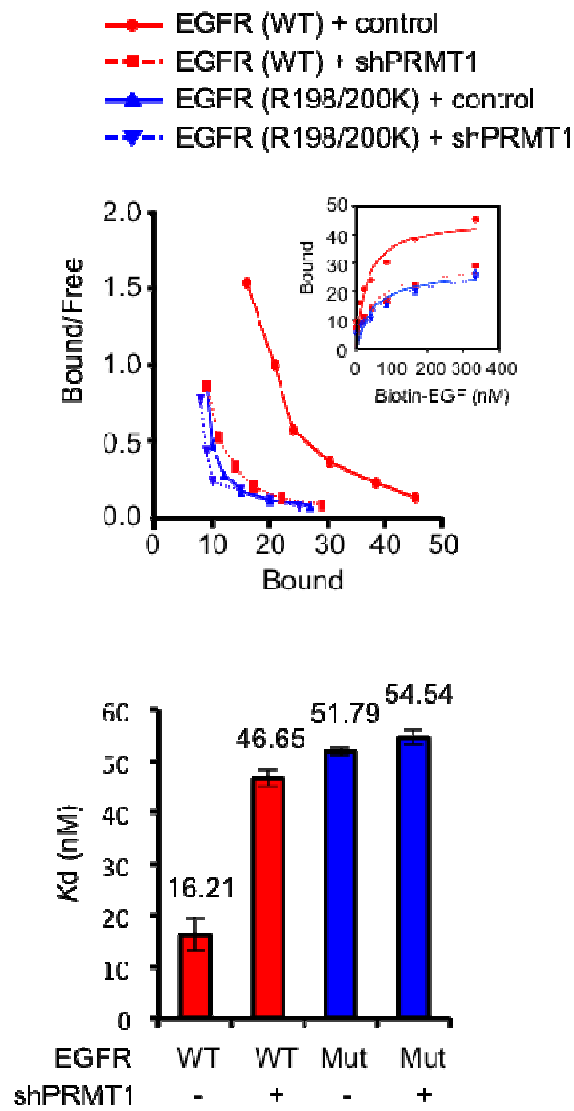 EGFR (WT) + control
EGFR (WT) + shPRMT1
EGFR (R198/200K) + control
EGFR (R198/200K) + shPRMT1
2.0
1.5
1.0
0.5
0.0
Bound/Free
0 10 20 30 40 50
Bound
50
40
30
20
10
0
Bound
0 100 200 300 400
Biotin-EGF (nM)
60
50
40
30
20
10
0
Kd (nM)
16.21
46.65
51.79
54.54
EGFR WT WT Mut Mut
shPRMT1 - + - +